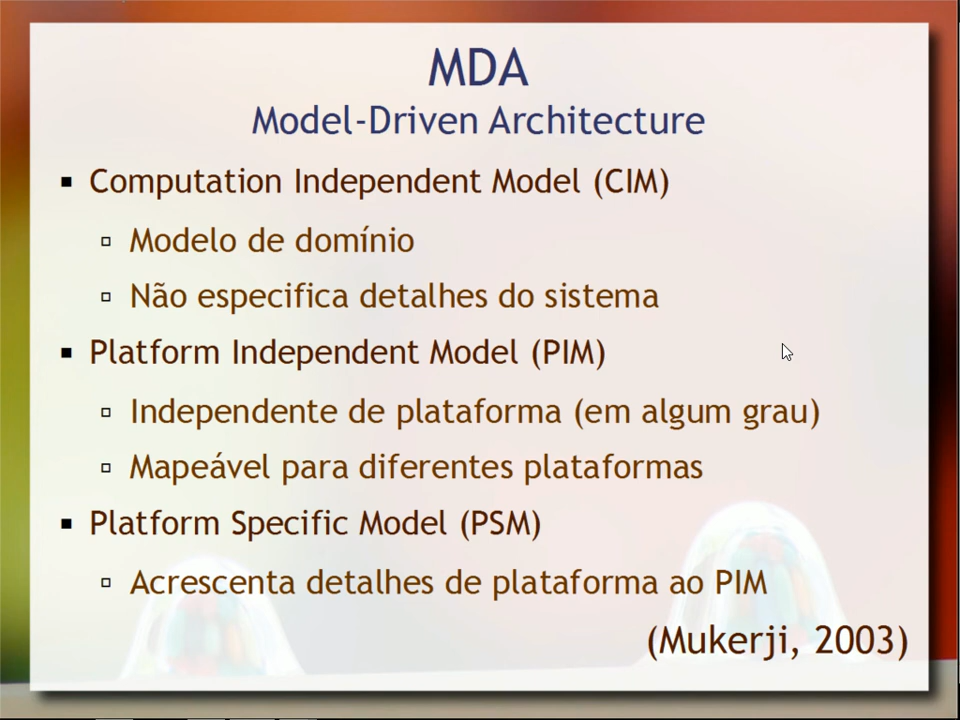 MDA
Model-Driven Architecture
Computation Independent Model (CIM)
Modelo de domínio
Não especifica detalhes do sistema
Platform Independent Model (PIM)
Independente de plataforma (em algum grau)
Mapeável para diferentes plataformas
Platform Specific Model (PSM)
Acrescenta detalhes de plataforma ao PIM
(Mukerji, 2003)